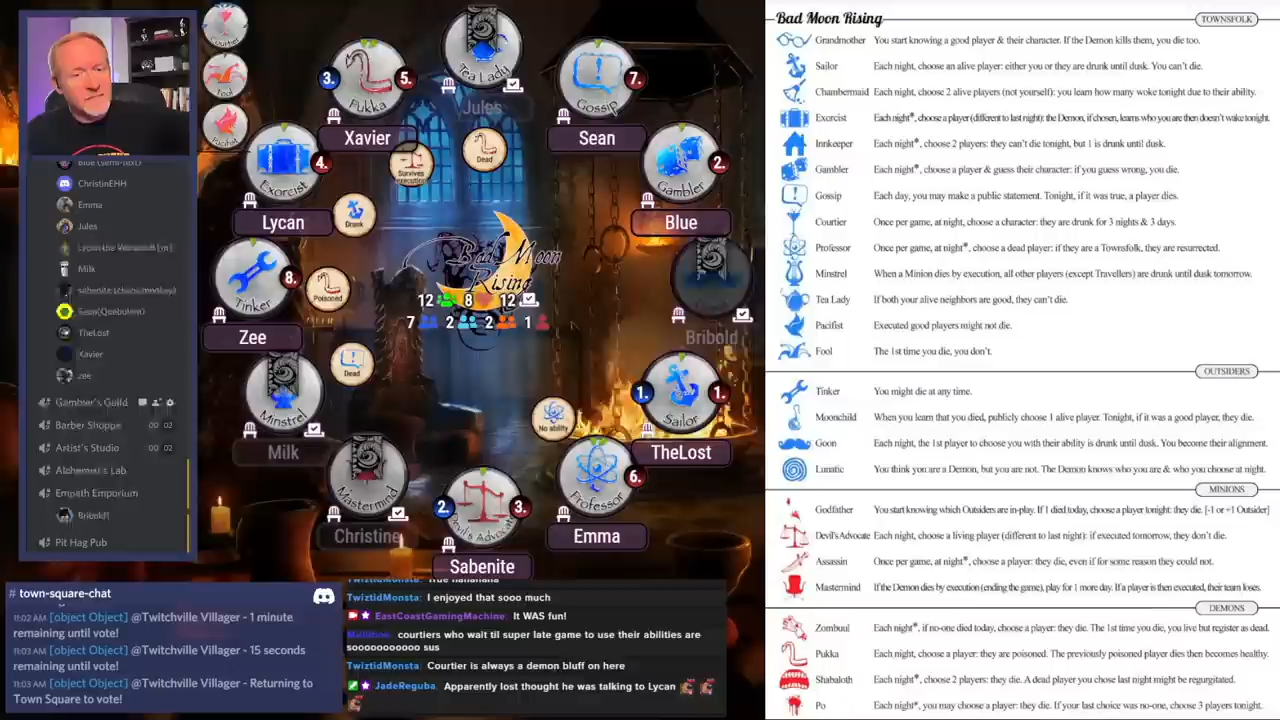 Courtier
Fool
Pacifist
ChristinEHH
Emma
Jules
Milk
TheLost
Xavier
zee
Gambler's Guild
Barber Shoppe
00 02
Artist's Studio
00 02
Alchemist's Lab
Empath Emporium
Bribold
Pit Hag Pub
3.
Pukka
5.
Xavier
Tea Lady
Jules
Gossip
7.
Sean
Exorcist
4.
Lycan
Survives execution
Dead
Gambler
2.
Blue
Tinker
8.
Zee
Drunk
Poisoned
Bad Moon Rising
12 8 12
7 2 2 1
Bribold
Minstrel
Milk
Dead
Mastermind
Christine
2.
Devil's Advocate
3.
Sabenite
No ability
Professor
6.
Emma
1.
Sailor
1.
TheLost
# town-square-chat
11:02 AM [object Object] @Twitchville Villager - 1 minute
remaining until vote!
11:03 AM [object Object] @Twitchville Villager - 15 seconds
remaining until vote!
11:03 AM [object Object] @Twitchville Villager - Returning to
Town Square to vote!
TwiztidMonsta: I enjoyed that sooo much
EastCoastGamingMachine: It WAS fun!
courtiers who wait til super late game to use their abilities are
sooooooooooo sus
TwiztidMonsta: Courtier is always a demon bluff on here
JadeReguba: Apparently lost thought he was talking to Lycan
Bad Moon Rising
TOWNSFOLK
Grandmother You start knowing a good player & their character. If the Demon kills them, you die too.
Sailor Each night, choose an alive player: either you or they are drunk until dusk. You can't die.
Chambermaid Each night, choose 2 alive players (not yourself): you learn how many woke tonight due to their ability.
Exorcist Each night*, choose a player (different to last night): the Demon, if chosen, learns who you are then doesn't wake tonight.
Innkeeper Each night*, choose 2 players: they can't die tonight, but 1 is drunk until dusk.
Gambler Each night*, choose a player & guess their character: if you guess wrong, you die.
Gossip Each day, you may make a public statement. Tonight, if it was true, a player dies.
Courtier Once per game, at night, choose a character: they are drunk for 3 nights & 3 days.
Professor Once per game, at night*, choose a dead player: if they are a Townsfolk, they are resurrected.
Minstrel When a Minion dies by execution, all other players (except Travellers) are drunk until dusk tomorrow.
Tea Lady If both your alive neighbors are good, they can't die.
Pacifist Executed good players might not die.
Fool The 1st time you die, you don't.
OUTSIDERS
Tinker You might die at any time.
Moonchild When you learn that you died, publicly choose 1 alive player. Tonight, if it was a good player, they die.
Goon Each night, the 1st player to choose you with their ability is drunk until dusk. You become their alignment.
Lunatic You think you are a Demon, but you are not. The Demon knows who you are & who you choose at night.
MINIONS
Godfather You start knowing which Outsiders are in-play. If 1 died today, choose a player tonight: they die. [-1 or +1 Outsider]
Devil's Advocate Each night, choose a living player (different to last night): if executed tomorrow, they don't die.
Assassin Once per game, at night*, choose a player: they die, even if for some reason they could not.
Mastermind If the Demon dies by execution (ending the game), play for 1 more day. If a player is then executed, their team loses.
DEMONS
Zombuul Each night*, if no-one died today, choose a player: they die. The 1st time you die, you live but register as dead.
Pukka Each night, choose a player: they are poisoned. The previously poisoned player dies then becomes healthy.
Shabaloth Each night*, choose 2 players: they die. A dead player you chose last night might be regurgitated.
Po Each night*, you may choose a player: they die. If your last choice was no-one, choose 3 players tonight.